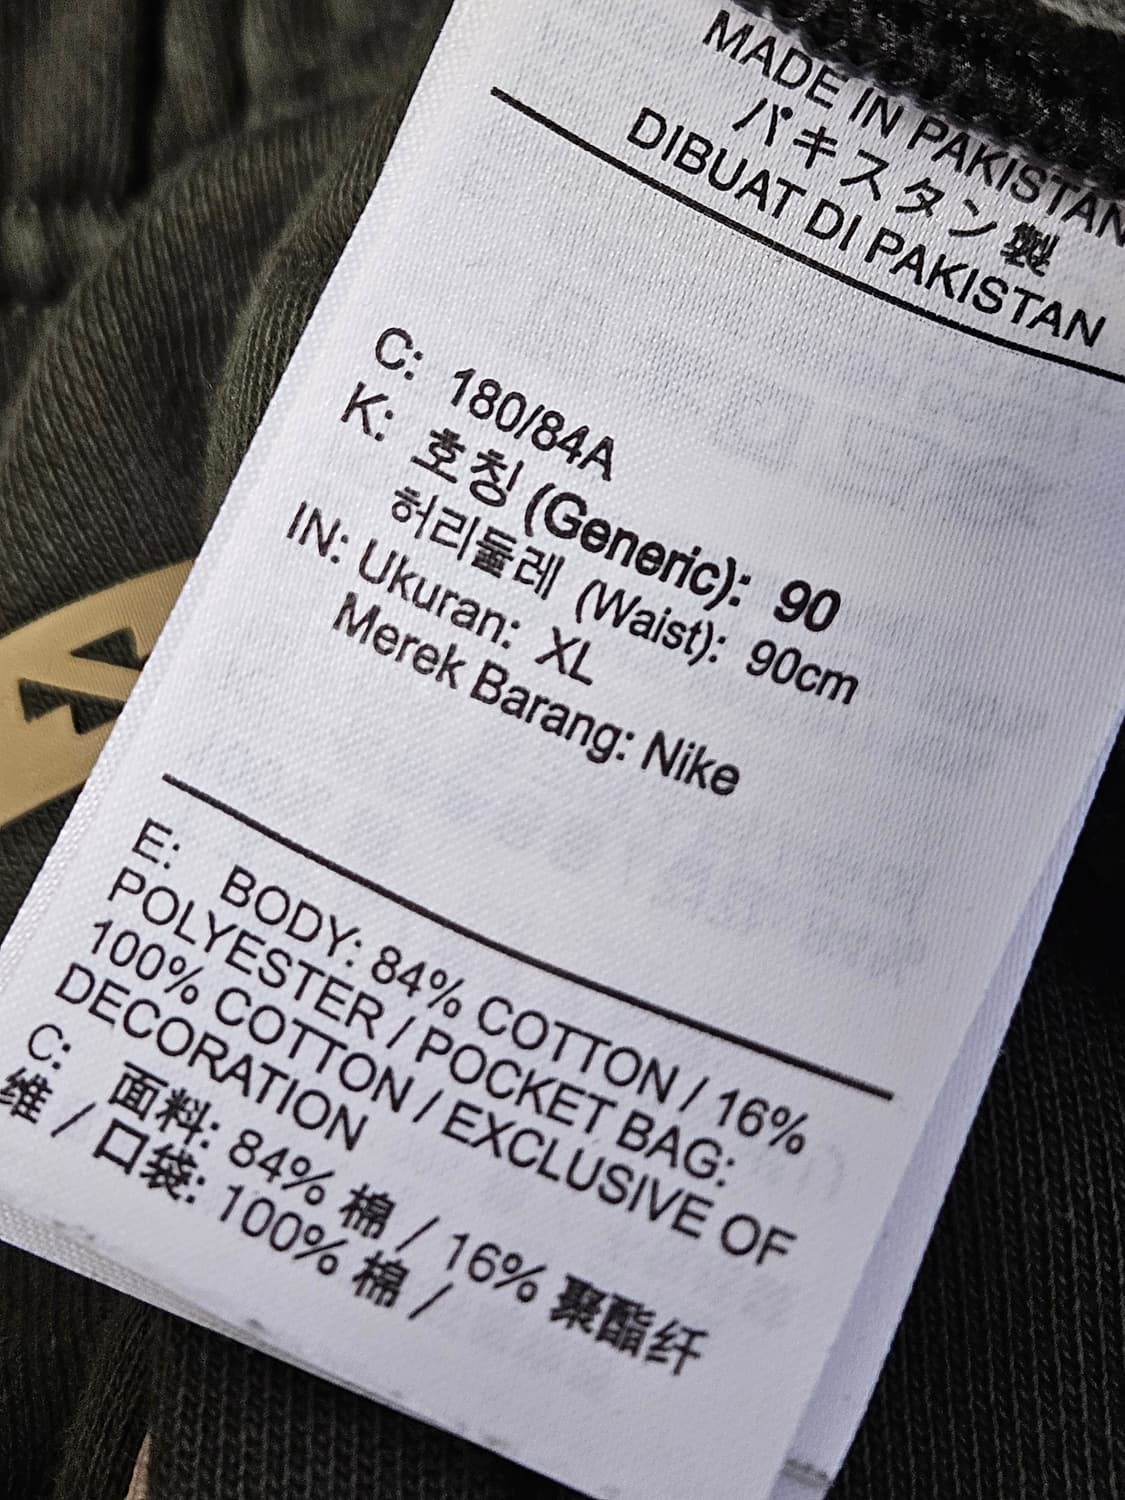 MADE IN PAKISTAN
パキスタン製
DIBUAT DI PAKISTAN
C: 180/84A
K: 호칭 (Generic): 90
허리둘레 (Waist): 90cm
IN: Ukuran: XL
Merek Barang: Nike
E: BODY: 84% COTTON / 16%
POLYESTER / POCKET BAG:
100% COTTON / EXCLUSIVE OF
DECORATION
C: 面料: 84% 棉 / 16% 聚酯纤
维 / 口袋: 100% 棉 /